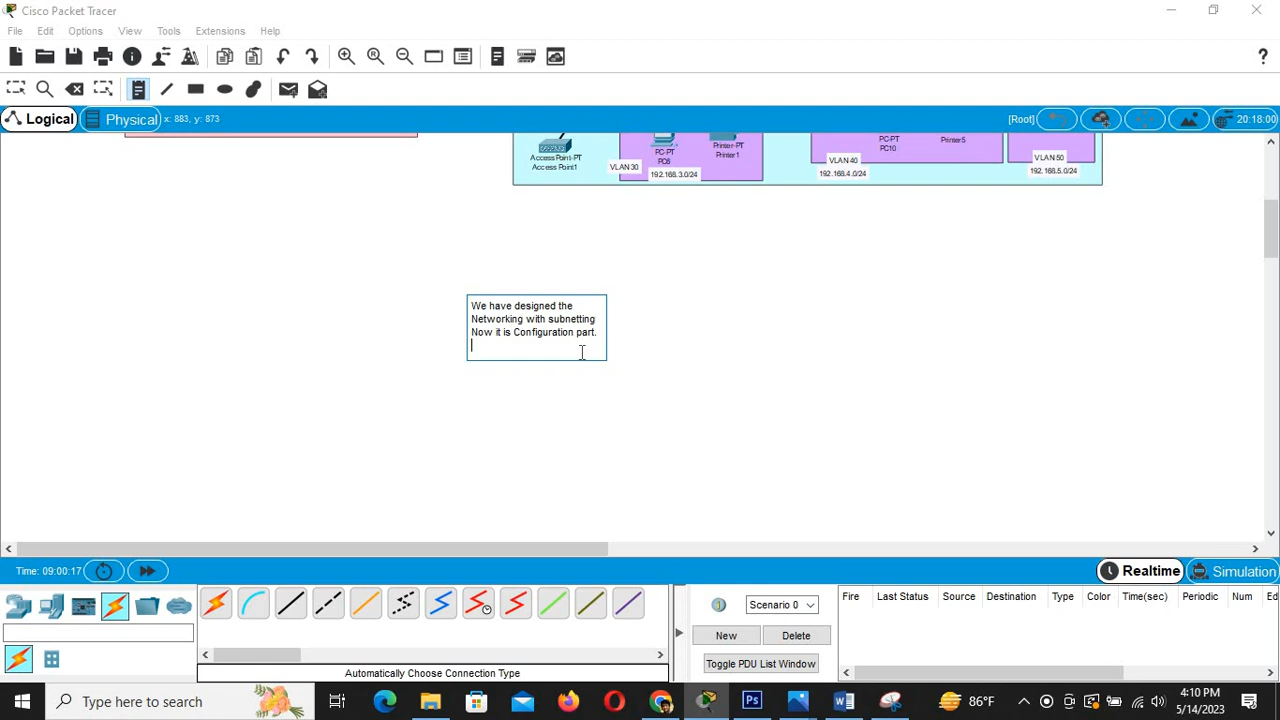 Cisco Packet Tracer
File Edit Options View Tools Extensions Help
?
Logical Physical x: 883, y: 873 [Root] 20:18:00
Access Point-PT
Access Point1
VLAN 30
PC-PT
PC8
192.168.3.0/24
Printer-PT
Printer1
PC-PT
PC10
Printer5
VLAN 40
192.168.4.0/24
VLAN 50
192.168.5.0/24
We have designed the
Networking with subnetting
Now it is Configuration part.
Time: 09:00:17 Realtime Simulation
Scenario 0
New Delete
Toggle PDU List Window
Fire Last Status Source Destination Type Color Time(sec) Periodic Num Ed
Automatically Choose Connection Type
Type here to search
86°F
4:10 PM
5/14/2023